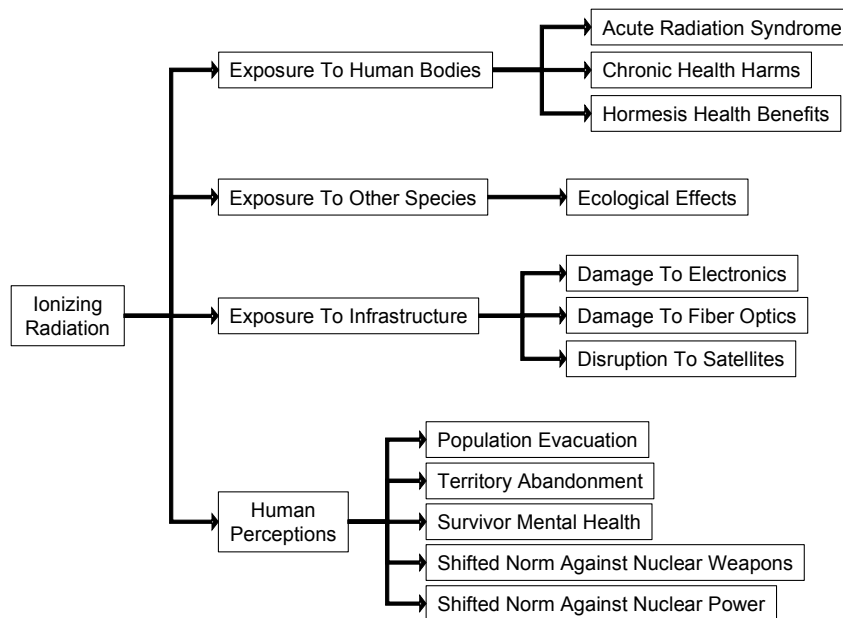 Ionizing
Radiation
Exposure To Human Bodies
Acute Radiation Syndrome
Chronic Health Harms
Hormesis Health Benefits
Exposure To Other Species
Ecological Effects
Exposure To Infrastructure
Damage To Electronics
Damage To Fiber Optics
Disruption To Satellites
Human
Perceptions
Population Evacuation
Territory Abandonment
Survivor Mental Health
Shifted Norm Against Nuclear Weapons
Shifted Norm Against Nuclear Power